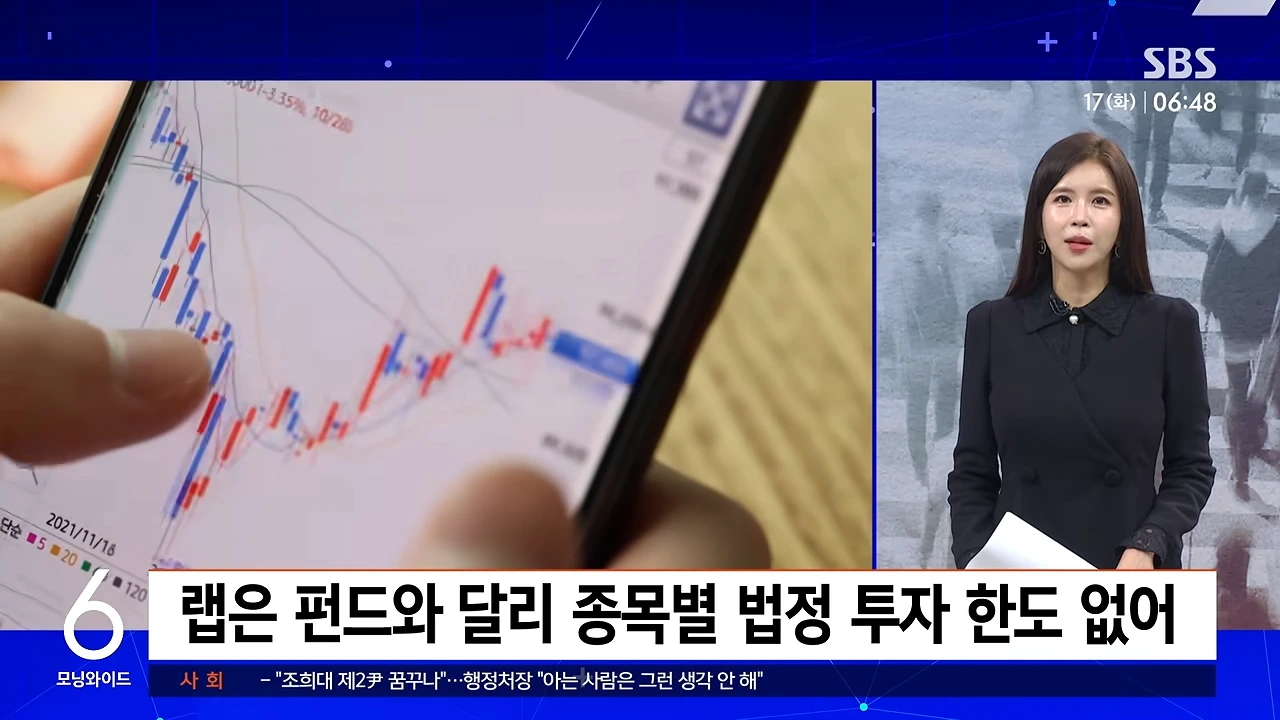 SBS
17(화) | 06:48
-3.35%, 10/28)
2021/11/18
단순 5 20 120
6
모닝와이드
랩은 펀드와 달리 종목별 법정 투자 한도 없어
사 회 – "조희대 제2尹 꿈꾸나"…행정처장 "아는 사람은 그런 생각 안 해"